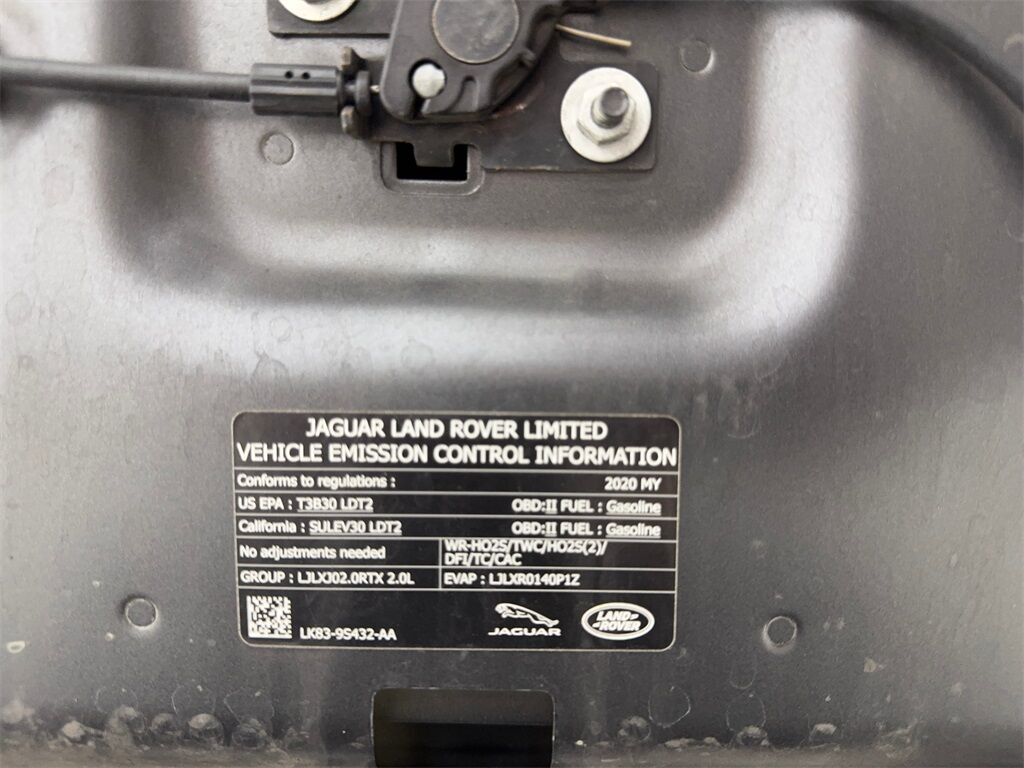 JAGUAR LAND ROVER LIMITED
VEHICLE EMISSION CONTROL INFORMATION
Conforms to regulations : 2020 MY
US EPA : T3B30 LDT2 OBD:II FUEL : Gasoline
California : SULEV30 LDT2 OBD:II FUEL : Gasoline
No adjustments needed WR-HO2S/TWC/HO2S(2)/
DFI/TC/CAC
GROUP : LJLXJ02.0RTX 2.0L EVAP : LJLXR0140P1Z
LK83-9S432-AA
JAGUAR
LAND-
-ROVER